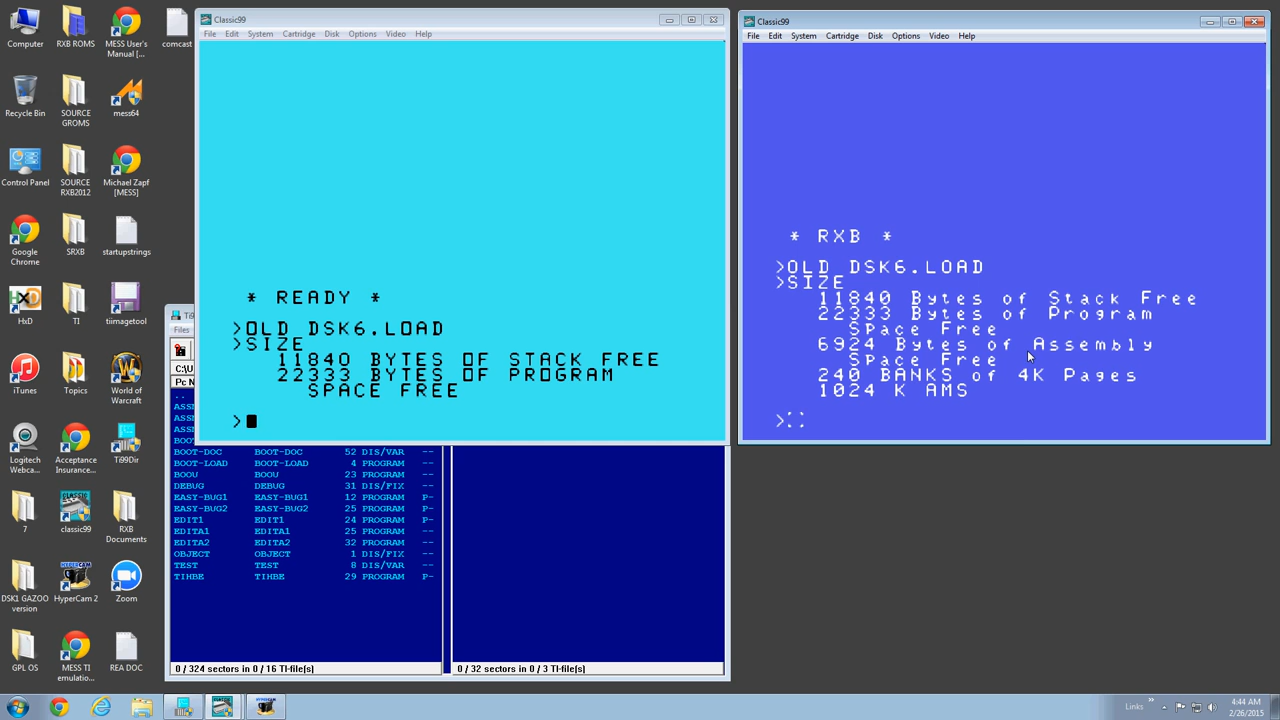 Computer
RXB ROMS
MESS User's
Manual [...
comcast
Recycle Bin
SOURCE
GROMS
mess64
Control Panel
SOURCE
RXB2012
Michael Zapf
[MESS]
Google
Chrome
SRXB
startupstrings
HxD
TI
tiimagetool
iTunes
Topics
World of
Warcraft
Logitech
Webca...
Acceptance
Insurance...
Ti99Dir
7
classic99
RXB
Documents
DSK1 GAZOO
version
HyperCam 2
Zoom
GPL OS
MESS TI
emulatio...
REA DOC
Classic99
File Edit System Cartridge Disk Options Video Help
* READY *
>OLD DSK6.LOAD
>SIZE
11840 BYTES OF STACK FREE
22333 BYTES OF PROGRAM
SPACE FREE
>
Classic99
File Edit System Cartridge Disk Options Video Help
* RXB *
>OLD DSK6.LOAD
>SIZE
11840 Bytes of Stack Free
22333 Bytes of Program
Space Free
6924 Bytes of Assembly
Space Free
240 BANKS of 4K Pages
1024 K AMS
>
Ti9
Files
C:\U
Pc N
..
ASS
ASS
ASS
BOO
BOOT-DOC BOOT-DOC 52 DIS/VAR --
BOOT-LOAD BOOT-LOAD 4 PROGRAM --
BOOU BOOU 23 PROGRAM --
DEBUG DEBUG 31 DIS/FIX --
EASY-BUG1 EASY-BUG1 12 PROGRAM P-
EASY-BUG2 EASY-BUG2 25 PROGRAM P-
EDIT1 EDIT1 24 PROGRAM P-
EDITA1 EDITA1 25 PROGRAM --
EDITA2 EDITA2 32 PROGRAM --
OBJECT OBJECT 1 DIS/FIX --
TEST TEST 8 DIS/VAR --
TIHBE TIHBE 29 PROGRAM P-
0 / 324 sectors in 0 / 16 TI-file(s)
0 / 32 sectors in 0 / 3 TI-file(s)
Links »
4:44 AM
2/26/2015